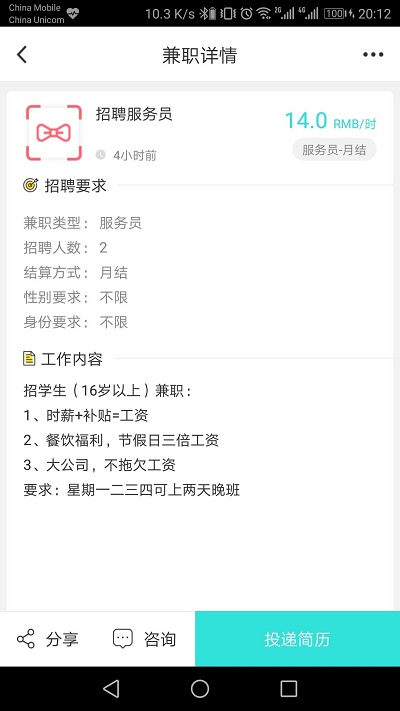 China Mobile
China Unicom
10.3 K/s
2G
4G
100
20:12
兼职详情
招聘服务员
14.0 RMB/时
4小时前
服务员-月结
招聘要求
兼职类型： 服务员
招聘人数： 2
结算方式： 月结
性别要求： 不限
身份要求： 不限
工作内容
招学生（16岁以上）兼职：
1、时薪+补贴=工资
2、餐饮福利，节假日三倍工资
3、大公司，不拖欠工资
要求：星期一二三四可上两天晚班
分享
咨询
投递简历